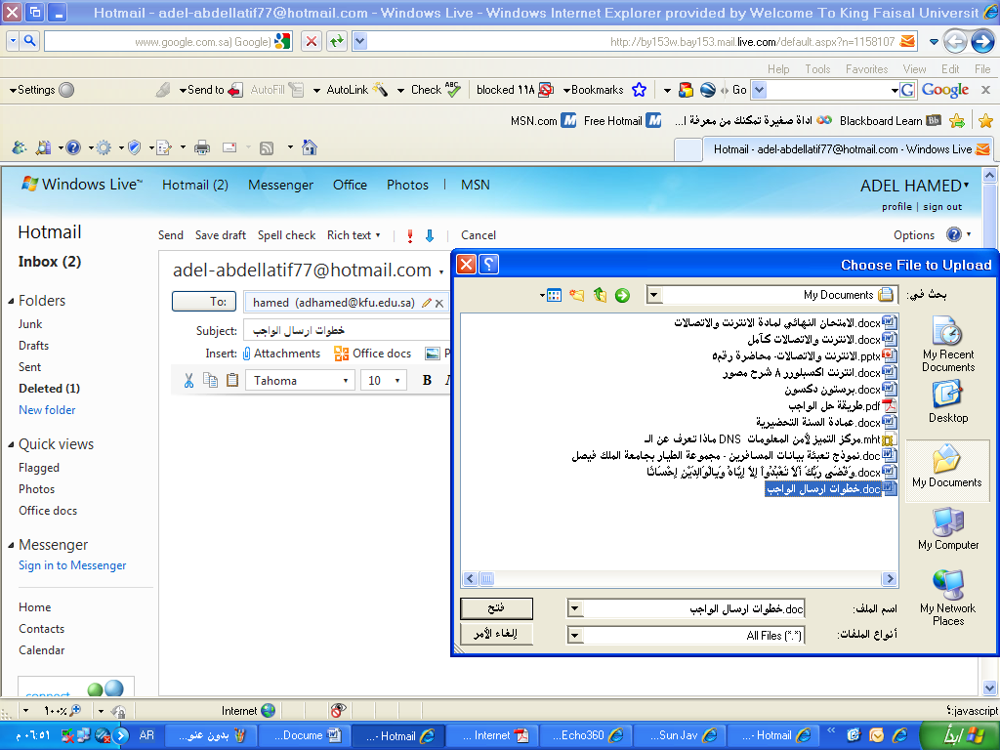 Hotmail - adel-abdellatif77@hotmail.com - Windows Live - Windows Internet Explorer provided by Welcome To King Faisal Universit
www.google.com.sa) Google)
http://by153w.bay153.mail.live.com/default.aspx?n=1158107
Help Tools Favorites View Edit File
Settings Send to AutoFill AutoLink Check blocked ١١٨ Bookmarks Go Google
MSN.com Free Hotmail اداة صغيرة تمكنك من معرفة ا... Blackboard Learn
Hotmail - adel-abdellatif77@hotmail.com - Windows Live
Windows Live™ Hotmail (2) Messenger Office Photos | MSN
ADEL HAMED
profile | sign out
Hotmail
Send Save draft Spell check Rich text Cancel Options
Inbox (2)
adel-abdellatif77@hotmail.com
To: hamed (adhamed@kfu.edu.sa)
Subject: خطوات ارسال الواجب
Insert: Attachments Office docs P
Tahoma 10 B
Folders
Junk
Drafts
Sent
Deleted (1)
New folder
Quick views
Flagged
Photos
Office docs
Messenger
Sign in to Messenger
Home
Contacts
Calendar
connect
Choose File to Upload
بحث في: My Documents
الامتحان النهائي لمادة الانترنت والاتصالات.docx
الانترنت والاتصالات كامل.docx
الانترنت والاتصالات- محاضرة رقم٥.pptx
انترنت اكسبلورر ٨ شرح مصور.docx
برستون دكسون.docx
طريقة حل الواجب.pdf
عمادة السنة التحضيرية.docx
مركز التميز لأمن المعلومات DNS ماذا تعرف عن الـ.mht
نموذج تعبئة بيانات المسافرين - مجموعة الطيار بجامعة الملك فيصل.doc
وَقَضَى رَبُّكَ أَلاَّ تَعْبُدُواْ إِلاَّ إِيَّاهُ وَبِالْوَالِدَيْنِ إِحْسَانًا.docx
خطوات ارسال الواجب.doc
My Recent Documents
Desktop
My Documents
My Computer
My Network Places
اسم الملف: خطوات ارسال الواجب.doc فتح
أنواع الملفات: All Files (*.*) إلغاء الأمر
١٠٠% Internet javascript:؟
٠٦:٥١ م AR بدون عنو... Docume... Hotmail -... Internet ... Echo360... Sun Jav... Hotmail -... ابدأ